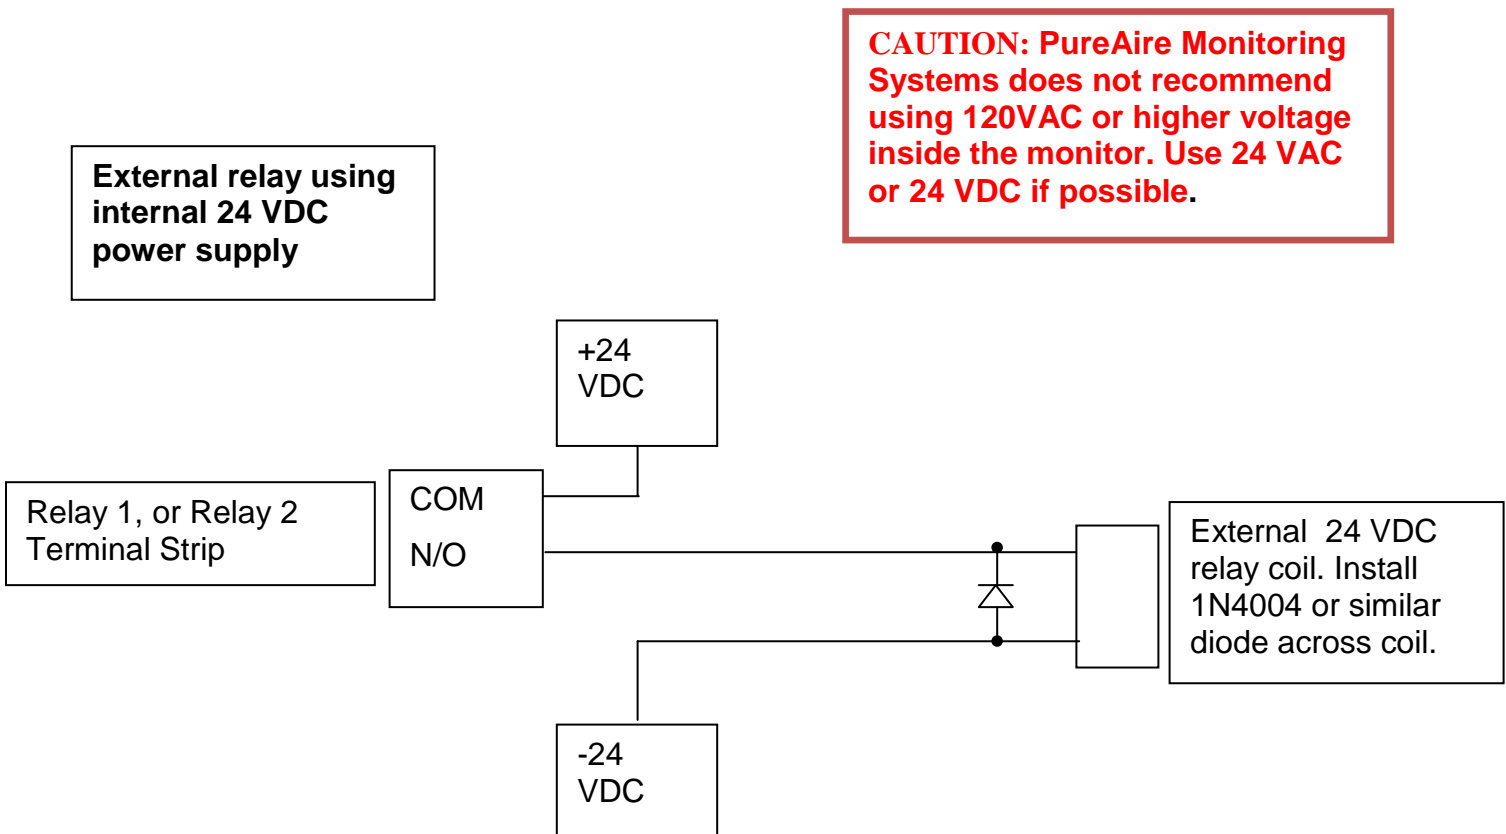 CAUTION: PureAire Monitoring
Systems does not recommend
using 120VAC or higher voltage
inside the monitor. Use 24 VAC
or 24 VDC if possible.
External relay using
internal 24 VDC
power supply
+24
VDC
Relay 1, or Relay 2
Terminal Strip
COM
N/O
External 24 VDC
relay coil. Install
1N4004 or similar
diode across coil.
-24
VDC